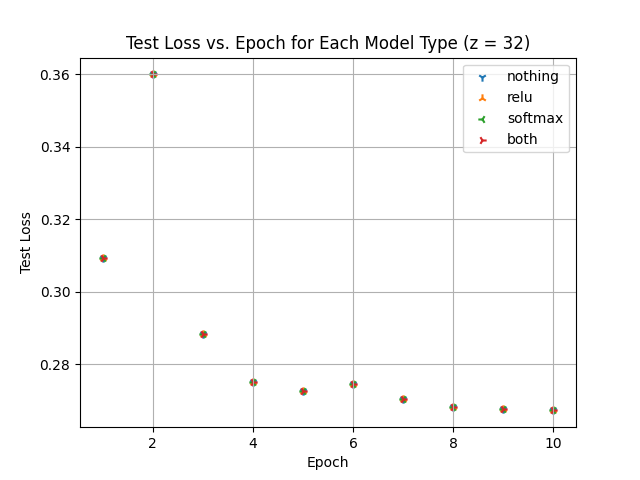 Test Loss vs. Epoch for Each Model Type (z = 32)
0.36
0.34
0.32
0.30
0.28
Test Loss
2
4
6
8
10
Epoch
nothing
relu
softmax
both